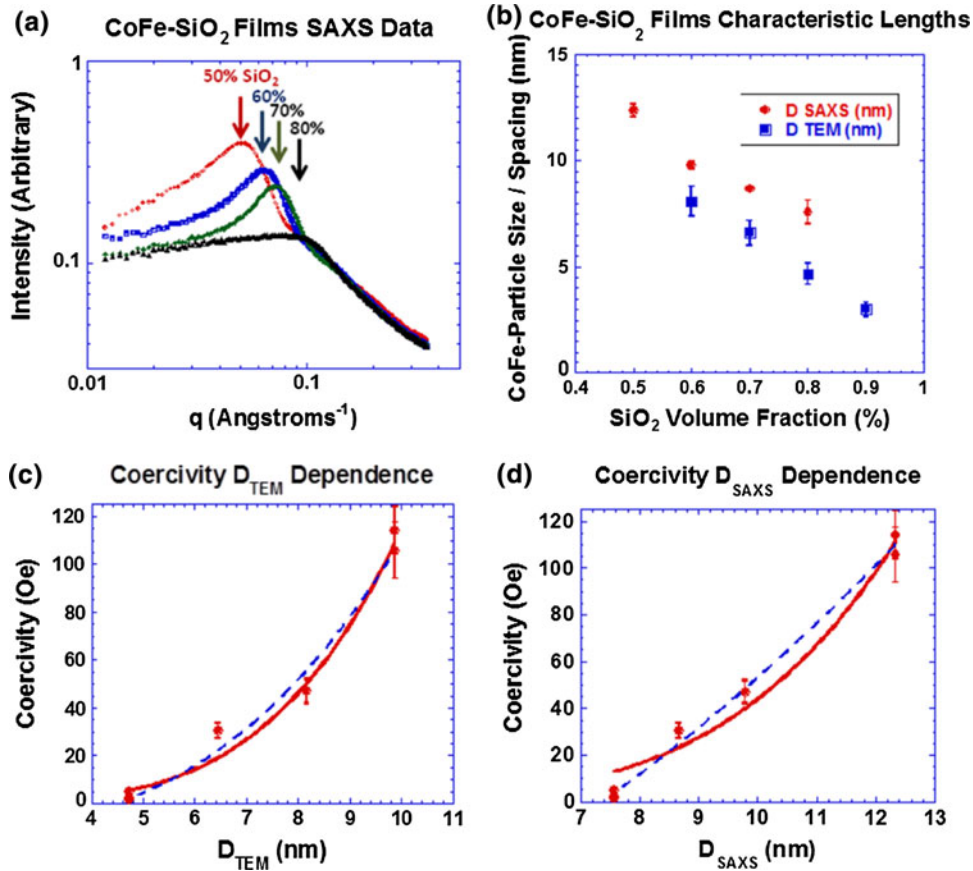 (a) CoFe-SiO2 Films SAXS Data
1
50% SiO2
60%
70%
80%
0.1
0.01
0.1
Intensity (Arbitrary)
q (Angstroms-1)
(b) CoFe-SiO2 Films Characteristic Lengths
15
10
5
0
D SAXS (nm)
D TEM (nm)
0.4 0.5 0.6 0.7 0.8 0.9 1
CoFe-Particle Size / Spacing (nm)
SiO2 Volume Fraction (%)
(c) Coercivity DTEM Dependence
120
100
80
60
40
20
0
4 5 6 7 8 9 10 11
Coercivity (Oe)
DTEM (nm)
(d) Coercivity DSAXS Dependence
120
100
80
60
40
20
0
7 8 9 10 11 12 13
Coercivity (Oe)
DSAXS (nm)